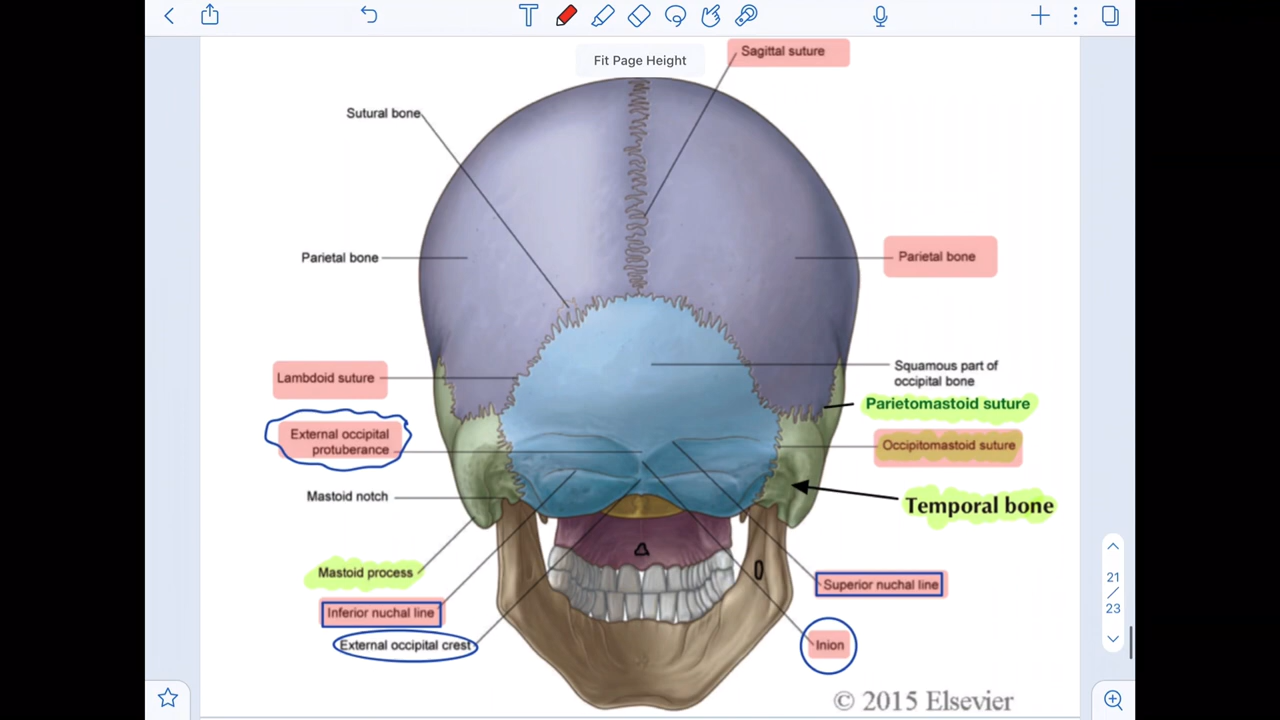 T
Fit Page Height
Sagittal suture
Sutural bone
Parietal bone
Parietal bone
Squamous part of
occipital bone
Lambdoid suture
Parietomastoid suture
External occipital
protuberance
Occipitomastoid suture
Mastoid notch
Temporal bone
Mastoid process
Superior nuchal line
Inferior nuchal line
External occipital crest
Inion
21
/
23
© 2015 Elsevier